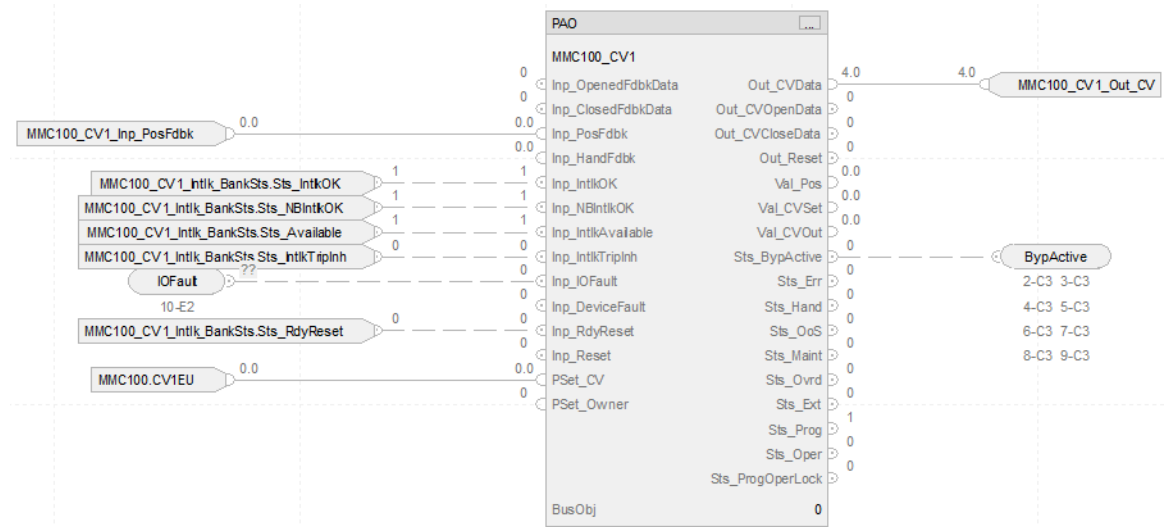 PAO ...
MMC100_CV1
0 Inp_OpenedFdbkData Out_CVData 4.0 4.0 MMC100_CV1_Out_CV
0 Inp_ClosedFdbkData Out_CVOpenData 0
MMC100_CV1_Inp_PosFdbk 0.0 0.0 Inp_PosFdbk Out_CVCloseData 0
0.0 Inp_HandFdbk Out_Reset 0
MMC100_CV1_Intlk_BankSts.Sts_IntlkOK 1 1 Inp_IntlkOK Val_Pos 0.0
MMC100_CV1_Intlk_BankSts.Sts_NBIntlkOK 1 1 Inp_NBIntlkOK Val_CVSet 0.0
MMC100_CV1_Intlk_BankSts.Sts_Available 1 1 Inp_IntlkAvailable Val_CVOut 0.0
MMC100_CV1_Intlk_BankSts.Sts_IntlkTripInh 0 0 Inp_IntlkTripInh Sts_BypActive 0 BypActive
IOFault ?? 0 Inp_IOFault Sts_Err 0 2-C3 3-C3
10-E2 0 Inp_DeviceFault Sts_Hand 0 4-C3 5-C3
MMC100_CV1_Intlk_BankSts.Sts_RdyReset 0 0 Inp_RdyReset Sts_OoS 0 6-C3 7-C3
0 Inp_Reset Sts_Maint 0 8-C3 9-C3
MMC100.CV1EU 0.0 0.0 PSet_CV Sts_Ovrd 0
0 PSet_Owner Sts_Ext 0
Sts_Prog 1
Sts_Oper 0
Sts_ProgOperLock 0
BusObj 0